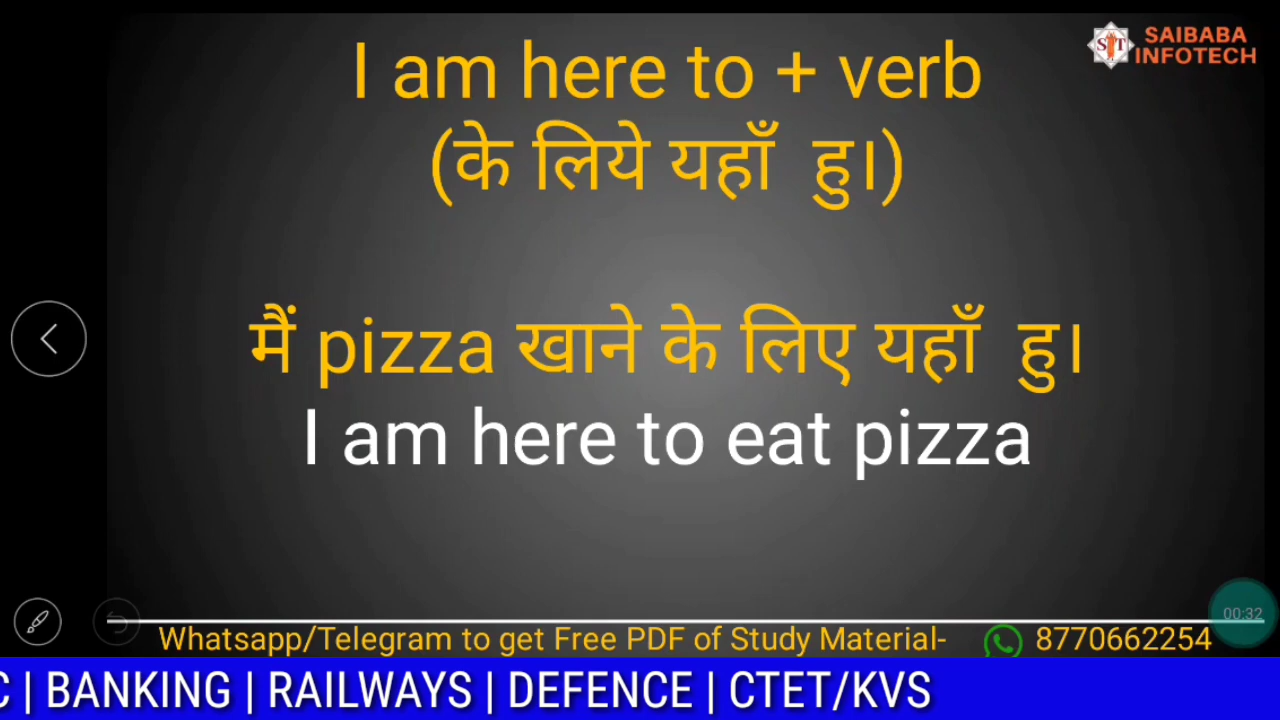 SAIBABA
INFOTECH
SIT
I am here to + verb
(के लिये यहाँ हु।)
मैं pizza खाने के लिए यहाँ हु।
I am here to eat pizza
00:32
Whatsapp/Telegram to get Free PDF of Study Material- 8770662254
C | BANKING | RAILWAYS | DEFENCE | CTET/KVS